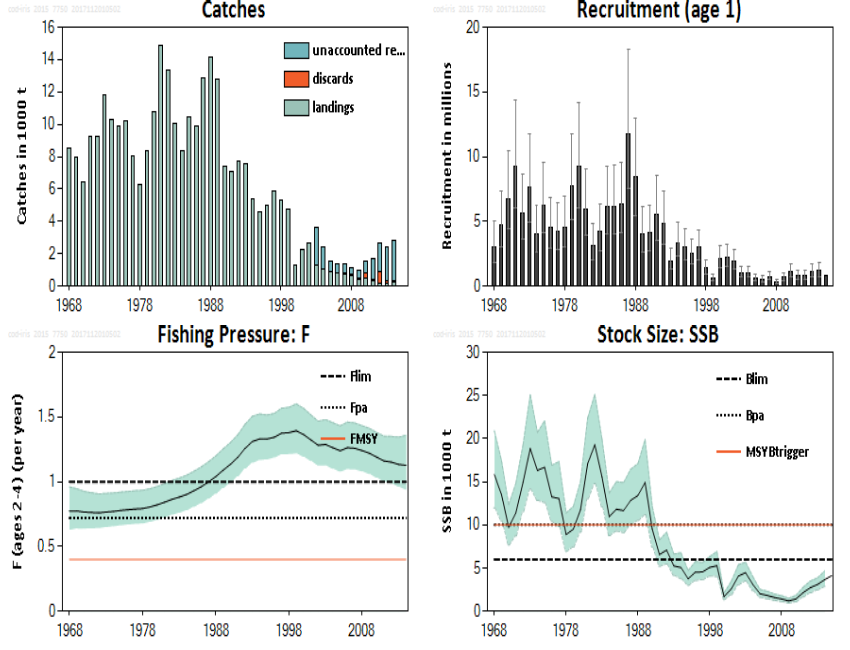 Catches
Catches in 1000 t
16
14
12
10
8
6
4
2
0
unaccounted re...
discards
landings
1968
1978
1988
1998
2008
Recruitment (age 1)
Recruitment in millions
20
15
10
5
0
1968
1978
1988
1998
2008
Fishing Pressure: F
F (ages 2-4) (per year)
2
1.5
1
0.5
0
Flim
Fpa
FMSY
1968
1978
1988
1998
2008
Stock Size: SSB
SSB in 1000 t
30
25
20
15
10
5
0
Blim
Bpa
MSYBtrigger
1968
1978
1988
1998
2008